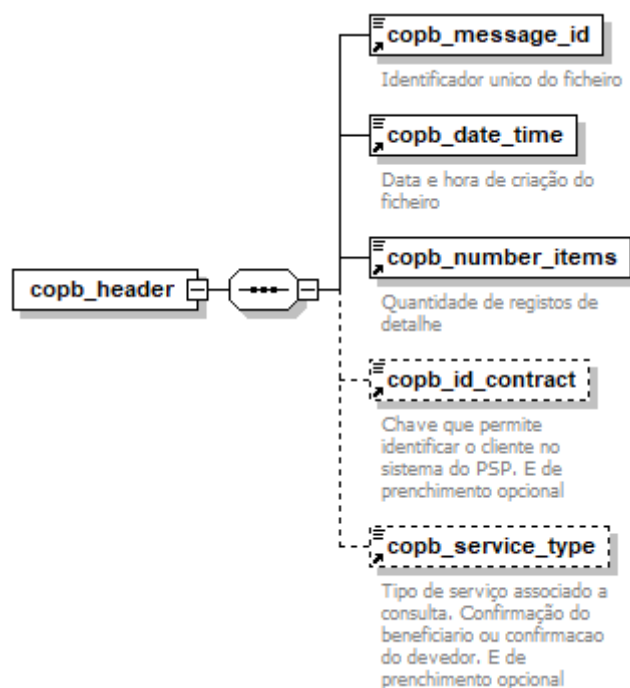 copb_message_id
Identificador unico do ficheiro
copb_date_time
Data e hora de criação do
ficheiro
copb_number_items
Quantidade de registos de
detalhe
copb_header
copb_id_contract
Chave que permite
identificar o cliente no
sistema do PSP. E de
prenchimento opcional
copb_service_type
Tipo de serviço associado a
consulta. Confirmação do
beneficiario ou confirmacao
do devedor. E de
prenchimento opcional